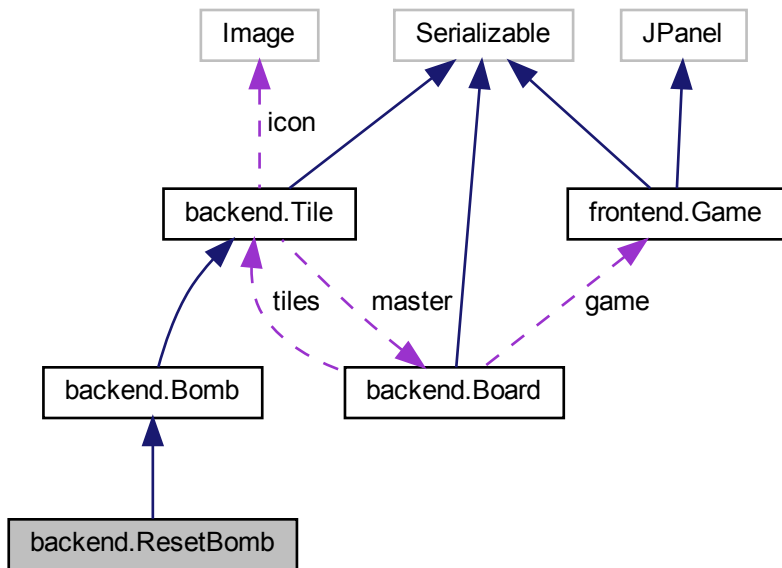 Image
Serializable
JPanel
icon
backend.Tile
frontend.Game
tiles
master
game
backend.Bomb
backend.Board
backend.ResetBomb